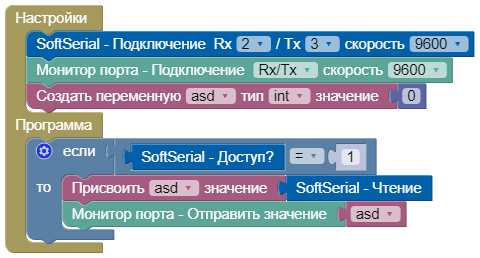 Настройки
SoftSerial - Подключение Rx 2 / Tx 3 скорость 9600
Монитор порта - Подключение Rx/Tx скорость 9600
Создать переменную asd тип int значение 0
Программа
если SoftSerial - Доступ? = 1
то Присвоить asd значение SoftSerial - Чтение
Монитор порта - Отправить значение asd